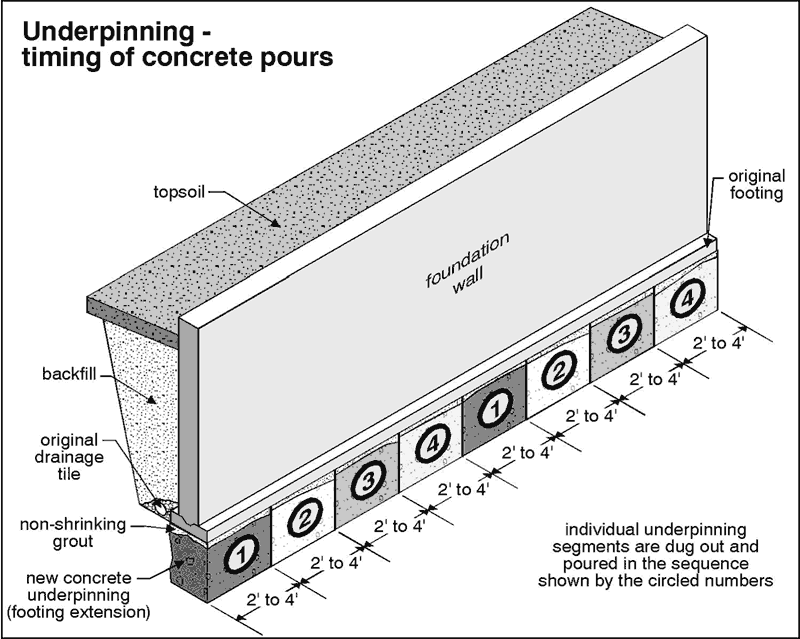 Underpinning -
timing of concrete pours
topsoil
original
footing
foundation
wall
backfill
original
drainage
tile
non-shrinking
grout
new concrete
underpinning
(footing extension)
1
2
3
4
1
2
3
4
2' to 4'
2' to 4'
2' to 4'
2' to 4'
2' to 4'
2' to 4'
2' to 4'
2' to 4'
individual underpinning
segments are dug out and
poured in the sequence
shown by the circled numbers